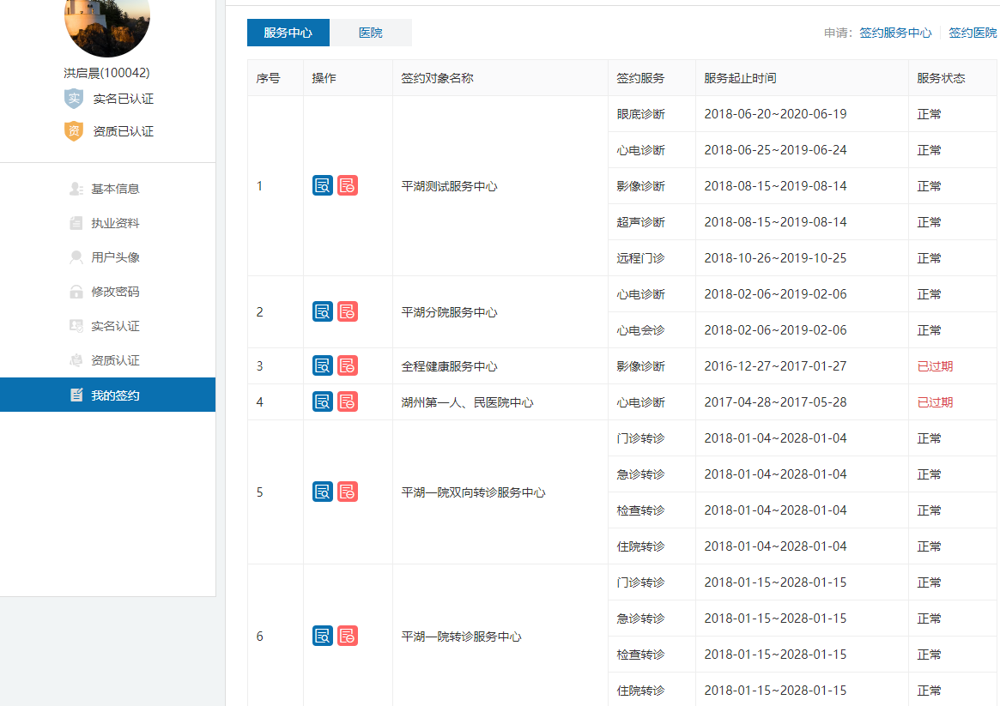 洪启晨(100042)
实 实名已认证
资 资质已认证
基本信息
执业资料
用户头像
修改密码
实名认证
资质认证
我的签约
服务中心 医院 申请: 签约服务中心 签约医院
序号 操作 签约对象名称 签约服务 服务起止时间 服务状态
眼底诊断 2018-06-20~2020-06-19 正常
心电诊断 2018-06-25~2019-06-24 正常
1 平湖测试服务中心 影像诊断 2018-08-15~2019-08-14 正常
超声诊断 2018-08-15~2019-08-14 正常
远程门诊 2018-10-26~2019-10-25 正常
2 平湖分院服务中心 心电诊断 2018-02-06~2019-02-06 正常
心电会诊 2018-02-06~2019-02-06 正常
3 全程健康服务中心 影像诊断 2016-12-27~2017-01-27 已过期
4 湖州第一人、民医院中心 心电诊断 2017-04-28~2017-05-28 已过期
门诊转诊 2018-01-04~2028-01-04 正常
急诊转诊 2018-01-04~2028-01-04 正常
5 平湖一院双向转诊服务中心 检查转诊 2018-01-04~2028-01-04 正常
住院转诊 2018-01-04~2028-01-04 正常
门诊转诊 2018-01-15~2028-01-15 正常
急诊转诊 2018-01-15~2028-01-15 正常
6 平湖一院转诊服务中心 检查转诊 2018-01-15~2028-01-15 正常
住院转诊 2018-01-15~2028-01-15 正常